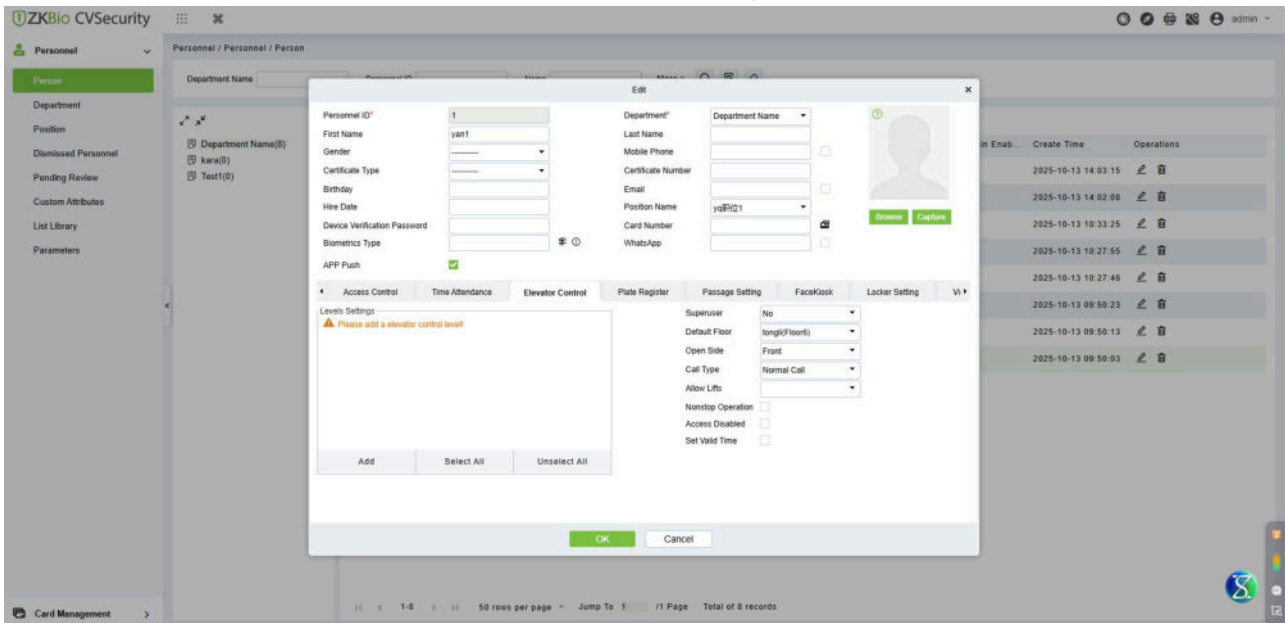 ZKBio CVSecurity
admin
Personnel
Person
Department
Position
Dismissed Personnel
Pending Review
Custom Attributes
List Library
Parameters
Card Management
Personnel / Personnel / Person
Department Name
Department Name(8)
kara(0)
Test1(0)
Edit
Personnel ID* 1 Department* Department Name
First Name yan1 Last Name
Gender ---------- Mobile Phone
Certificate Type ---------- Certificate Number
Birthday Email
Hire Date Position Name
Device Verification Password Card Number
Biometrics Type WhatsApp
APP Push
Browse Capture
Access Control Time Attendance Elevator Control Plate Register Passage Setting FaceKiosk Locker Setting Vi
Levels Settings
Please add a elevator control level!
Add Select All Unselect All
Superuser No
Default Floor tongli(Floor6)
Open Side Front
Call Type Normal Call
Allow Lifts
Nonstop Operation
Access Disabled
Set Valid Time
OK Cancel
in Enab... Create Time Operations
2025-10-13 14:03:15
2025-10-13 14:02:08
2025-10-13 10:33:25
2025-10-13 10:27:55
2025-10-13 10:27:46
2025-10-13 09:50:23
2025-10-13 09:50:13
2025-10-13 09:50:03
1-8 50 rows per page Jump To 1 /1 Page Total of 8 records